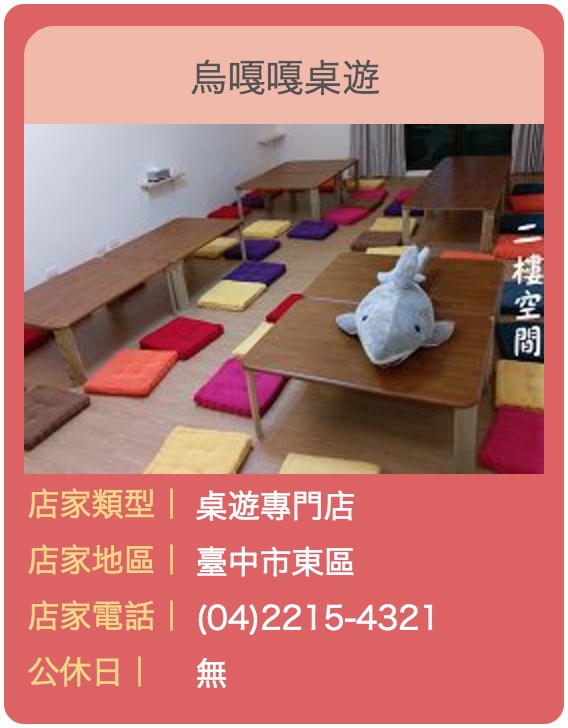 烏嘎嘎桌遊
二樓空間
店家類型｜ 桌遊專門店
店家地區｜ 臺中市東區
店家電話｜ (04)2215-4321
公休日｜ 無